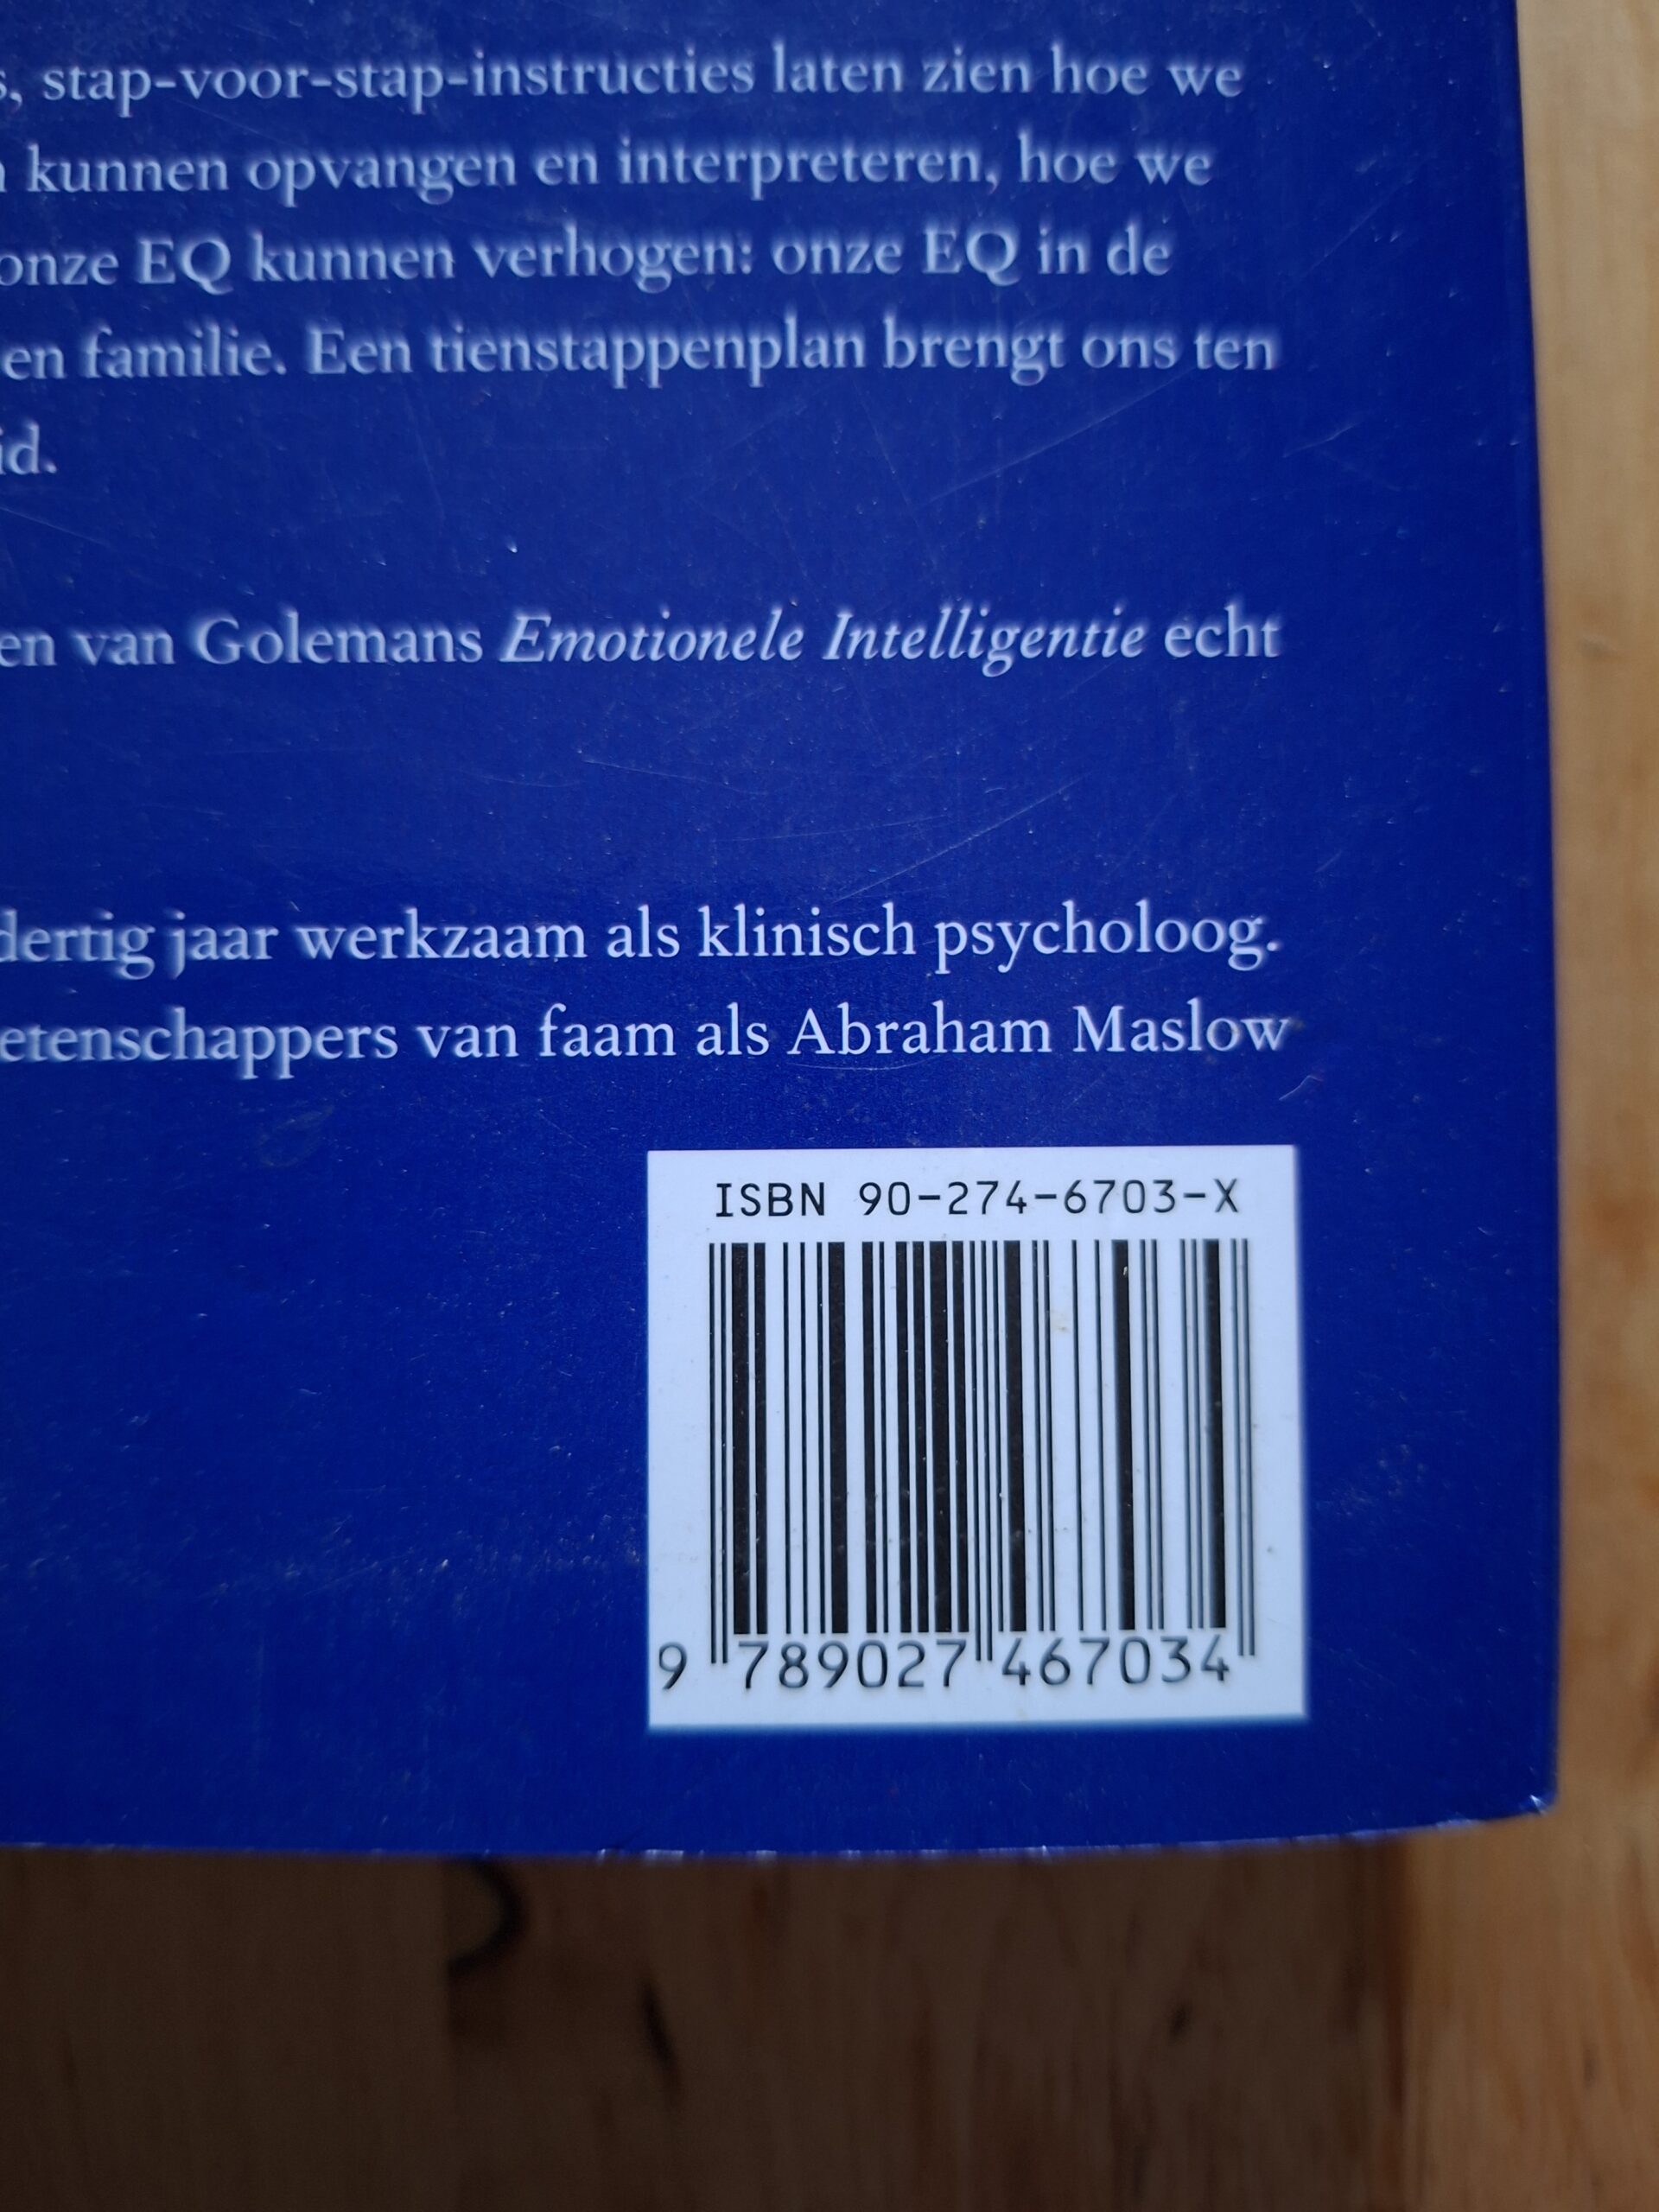 , stap-voor-stap-instructies laten zien hoe we
kunnen opvangen en interpreteren, hoe we
onze EQ kunnen verhogen: onze EQ in de
en familie. Een tienstappenplan brengt ons ten
id.
en van Golemans Emotionele Intelligentie echt
dertig jaar werkzaam als klinisch psycholoog.
etenschappers van faam als Abraham Maslow
ISBN 90-274-6703-X
9 789027 467034